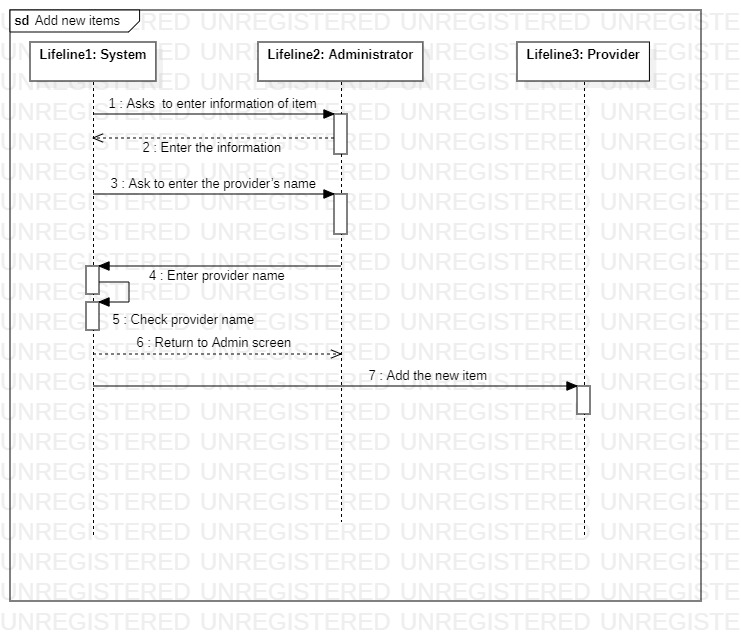 sd Add new items
Lifeline1: System
Lifeline2: Administrator
Lifeline3: Provider
1 : Asks  to enter information of item
2 : Enter the information
3 : Ask to enter the provider's name
4 : Enter provider name
5 : Check provider name
6 : Return to Admin screen
7 : Add the new item
UNREGISTERED UNREGISTERED UNREGISTERED UNREGISTERED